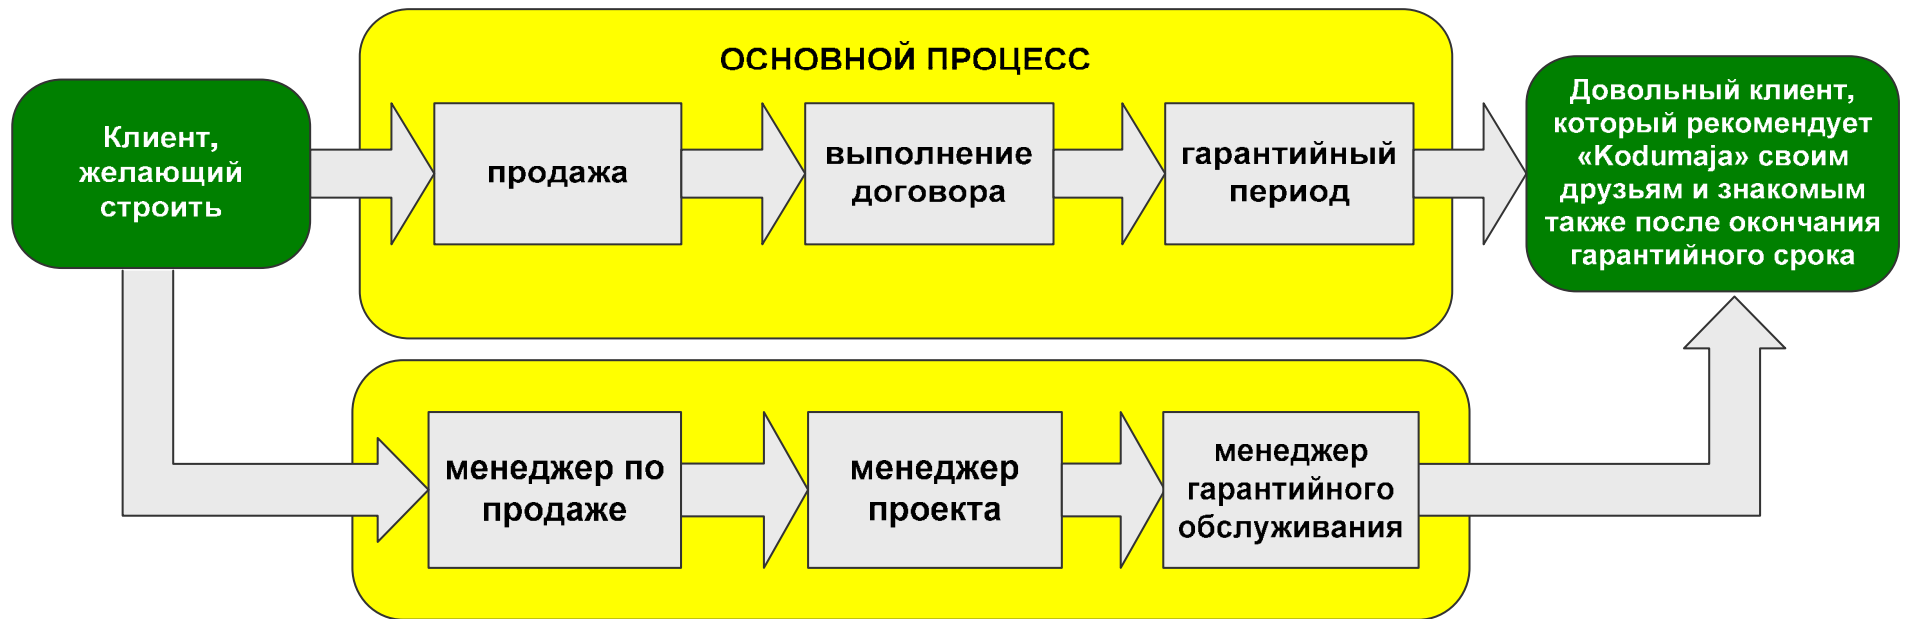 ОСНОВНОЙ ПРОЦЕСС
Клиент,
желающий
строить
продажа
выполнение
договора
гарантийный
период
Довольный клиент,
который рекомендует
«Kodumaja» своим
друзьям и знакомым
также после окончания
гарантийного срока
менеджер по
продаже
менеджер
проекта
менеджер
гарантийного
обслуживания